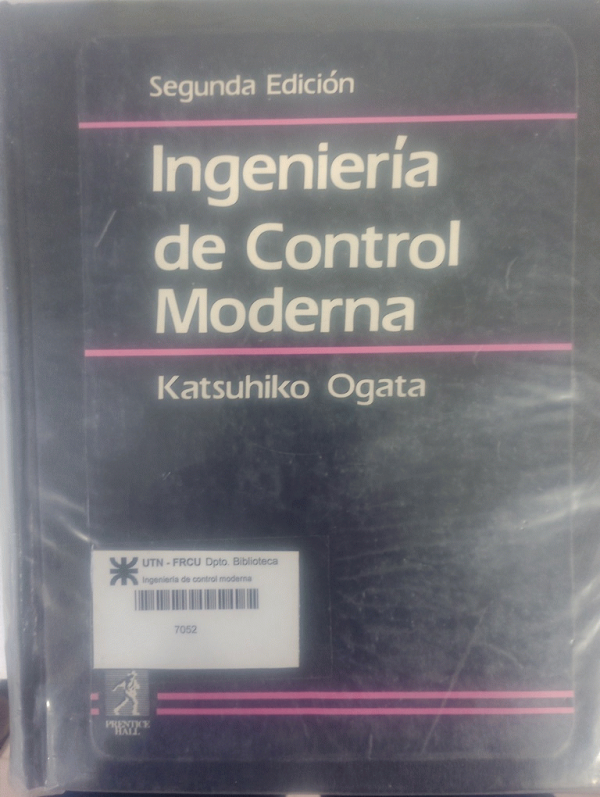 Segunda Edición
Ingeniería
de Control
Moderna
Katsuhiko Ogata
UTN - FRCU Dpto. Biblioteca
Ingeniería de control moderna
7052
PRENTICE
HALL